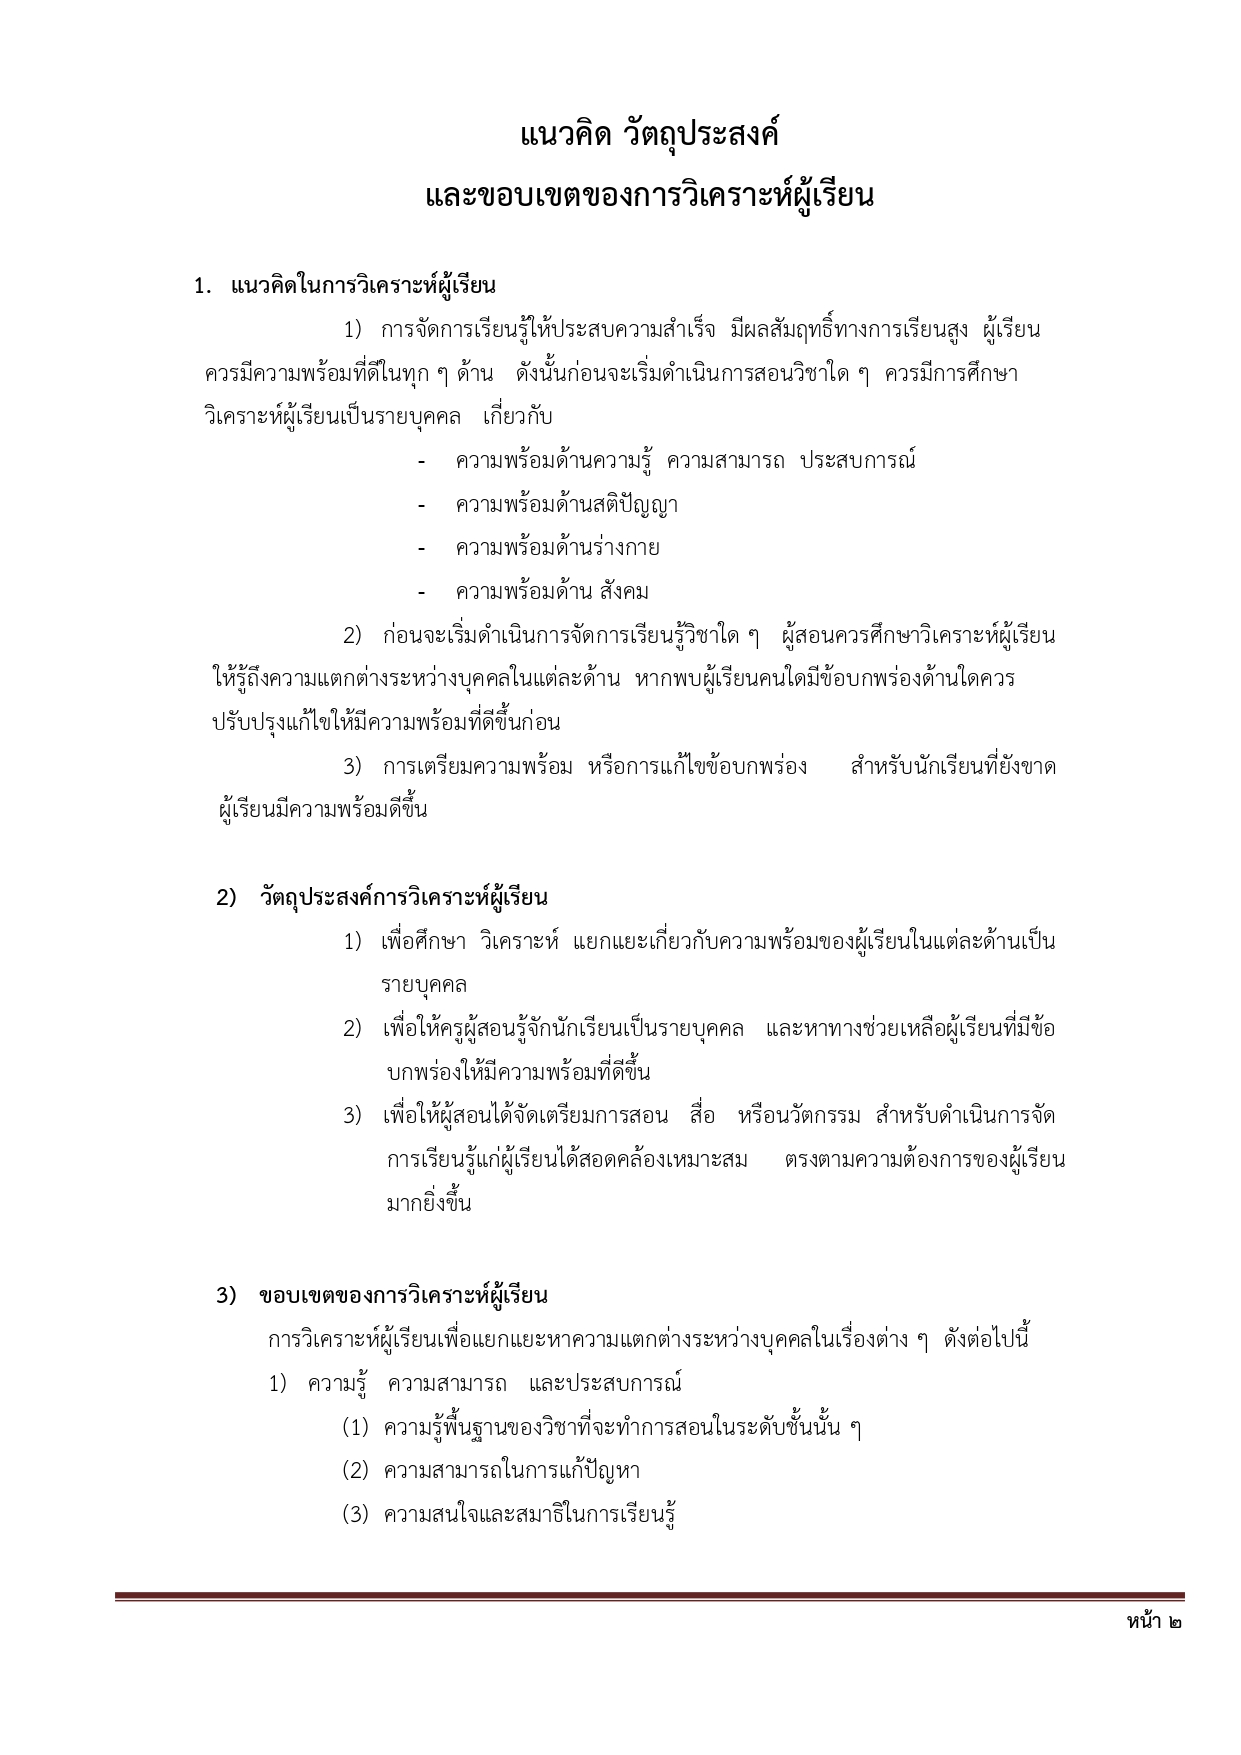 แนวคิด วัตถุประสงค์
และขอบเขตของการวิเคราะห์ผู้เรียน
1. แนวคิดในการวิเคราะห์ผู้เรียน
1) การจัดการเรียนรู้ให้ประสบความสำเร็จ มีผลสัมฤทธิ์ทางการเรียนสูง ผู้เรียน
ควรมีความพร้อมที่ดีในทุก ๆ ด้าน ดังนั้นก่อนจะเริ่มดำเนินการสอนวิชาใด ๆ ควรมีการศึกษา
วิเคราะห์ผู้เรียนเป็นรายบุคคล เกี่ยวกับ
- ความพร้อมด้านความรู้ ความสามารถ ประสบการณ์
- ความพร้อมด้านสติปัญญา
- ความพร้อมด้านร่างกาย
- ความพร้อมด้าน สังคม
2) ก่อนจะเริ่มดำเนินการจัดการเรียนรู้วิชาใด ๆ ผู้สอนควรศึกษาวิเคราะห์ผู้เรียน
ให้รู้ถึงความแตกต่างระหว่างบุคคลในแต่ละด้าน หากพบผู้เรียนคนใดมีข้อบกพร่องด้านใดควร
ปรับปรุงแก้ไขให้มีความพร้อมที่ดีขึ้นก่อน
3) การเตรียมความพร้อม หรือการแก้ไขข้อบกพร่อง สำหรับนักเรียนที่ยังขาด
ผู้เรียนมีความพร้อมดีขึ้น
2) วัตถุประสงค์การวิเคราะห์ผู้เรียน
1) เพื่อศึกษา วิเคราะห์ แยกแยะเกี่ยวกับความพร้อมของผู้เรียนในแต่ละด้านเป็น
รายบุคคล
2) เพื่อให้ครูผู้สอนรู้จักนักเรียนเป็นรายบุคคล และหาทางช่วยเหลือผู้เรียนที่มีข้อ
บกพร่องให้มีความพร้อมที่ดีขึ้น
3) เพื่อให้ผู้สอนได้จัดเตรียมการสอน สื่อ หรือนวัตกรรม สำหรับดำเนินการจัด
การเรียนรู้แก่ผู้เรียนได้สอดคล้องเหมาะสม ตรงตามความต้องการของผู้เรียน
มากยิ่งขึ้น
3) ขอบเขตของการวิเคราะห์ผู้เรียน
การวิเคราะห์ผู้เรียนเพื่อแยกแยะหาความแตกต่างระหว่างบุคคลในเรื่องต่าง ๆ ดังต่อไปนี้
1) ความรู้ ความสามารถ และประสบการณ์
(1) ความรู้พื้นฐานของวิชาที่จะทำการสอนในระดับชั้นนั้น ๆ
(2) ความสามารถในการแก้ปัญหา
(3) ความสนใจและสมาธิในการเรียนรู้
หน้า ๒